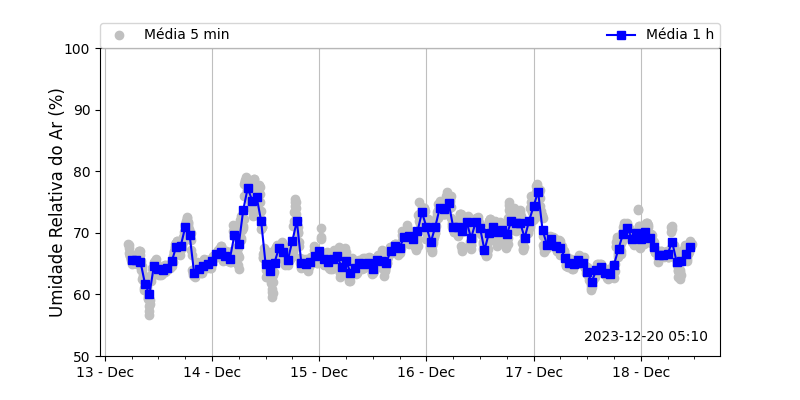 Média 5 min Média 1 h
Umidade Relativa do Ar (%)
100
90
80
70
60
50
2023-12-20 05:10
13 - Dec 14 - Dec 15 - Dec 16 - Dec 17 - Dec 18 - Dec